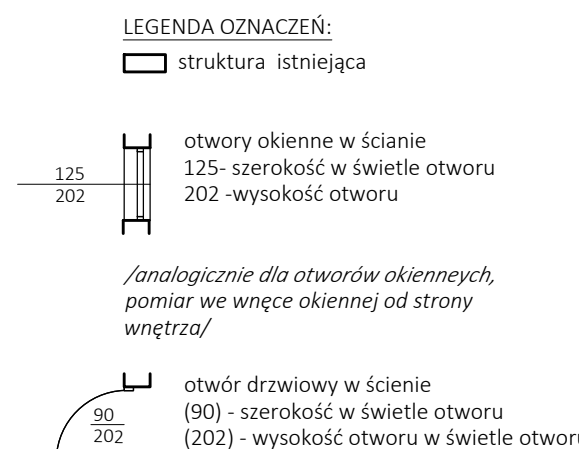 LEGENDA OZNACZEŃ:
struktura istniejąca
otwory okienne w ścianie
125- szerokość w świetle otworu
202 -wysokość otworu
125
202
/analogicznie dla otworów okienneych,
pomiar we wnęce okiennej od strony
wnętrza/
otwór drzwiowy w ścienie
(90) - szerokość w świetle otworu
(202) - wysokość otworu w świetle otworu
90
202